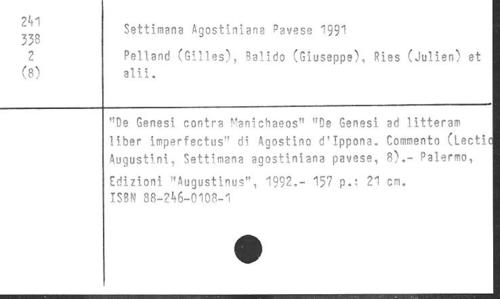 241
338
2
(8)
Settimana Agostiniana Pavese 1991
Pelland (Gilles), Balido (Giuseppe), Ries (Julien) et
alii.
"De Genesi contra Manichaeos" "De Genesi ad litteram
liber imperfectus" di Agostino d'Ippona. Commento (Lectio
Augustini, Settimana agostiniana pavese, 8).- Palermo,
Edizioni "Augustinus", 1992.- 157 p.: 21 cm.
ISBN 88-246-0108-1